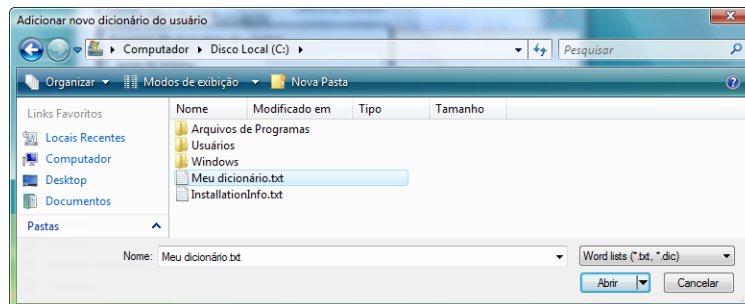 Adicionar novo dicionário do usuário
Computador Disco Local (C:) Pesquisar
Organizar Modos de exibição Nova Pasta
Links Favoritos
Locais Recentes
Computador
Desktop
Documentos
Pastas
Nome Modificado em Tipo Tamanho
Arquivos de Programas
Usuários
Windows
Meu dicionário.txt
InstallationInfo.txt
Nome: Meu dicionário.txt Word lists (*.txt, *.dic)
Abrir Cancelar